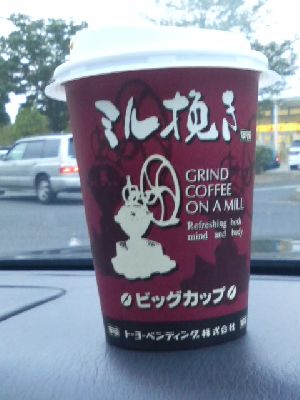 ミル挽き
GRIND
COFFEE
ON A MILL
Refreshing both
mind and body
ビッグカップ
トーヨーベンディング株式会社